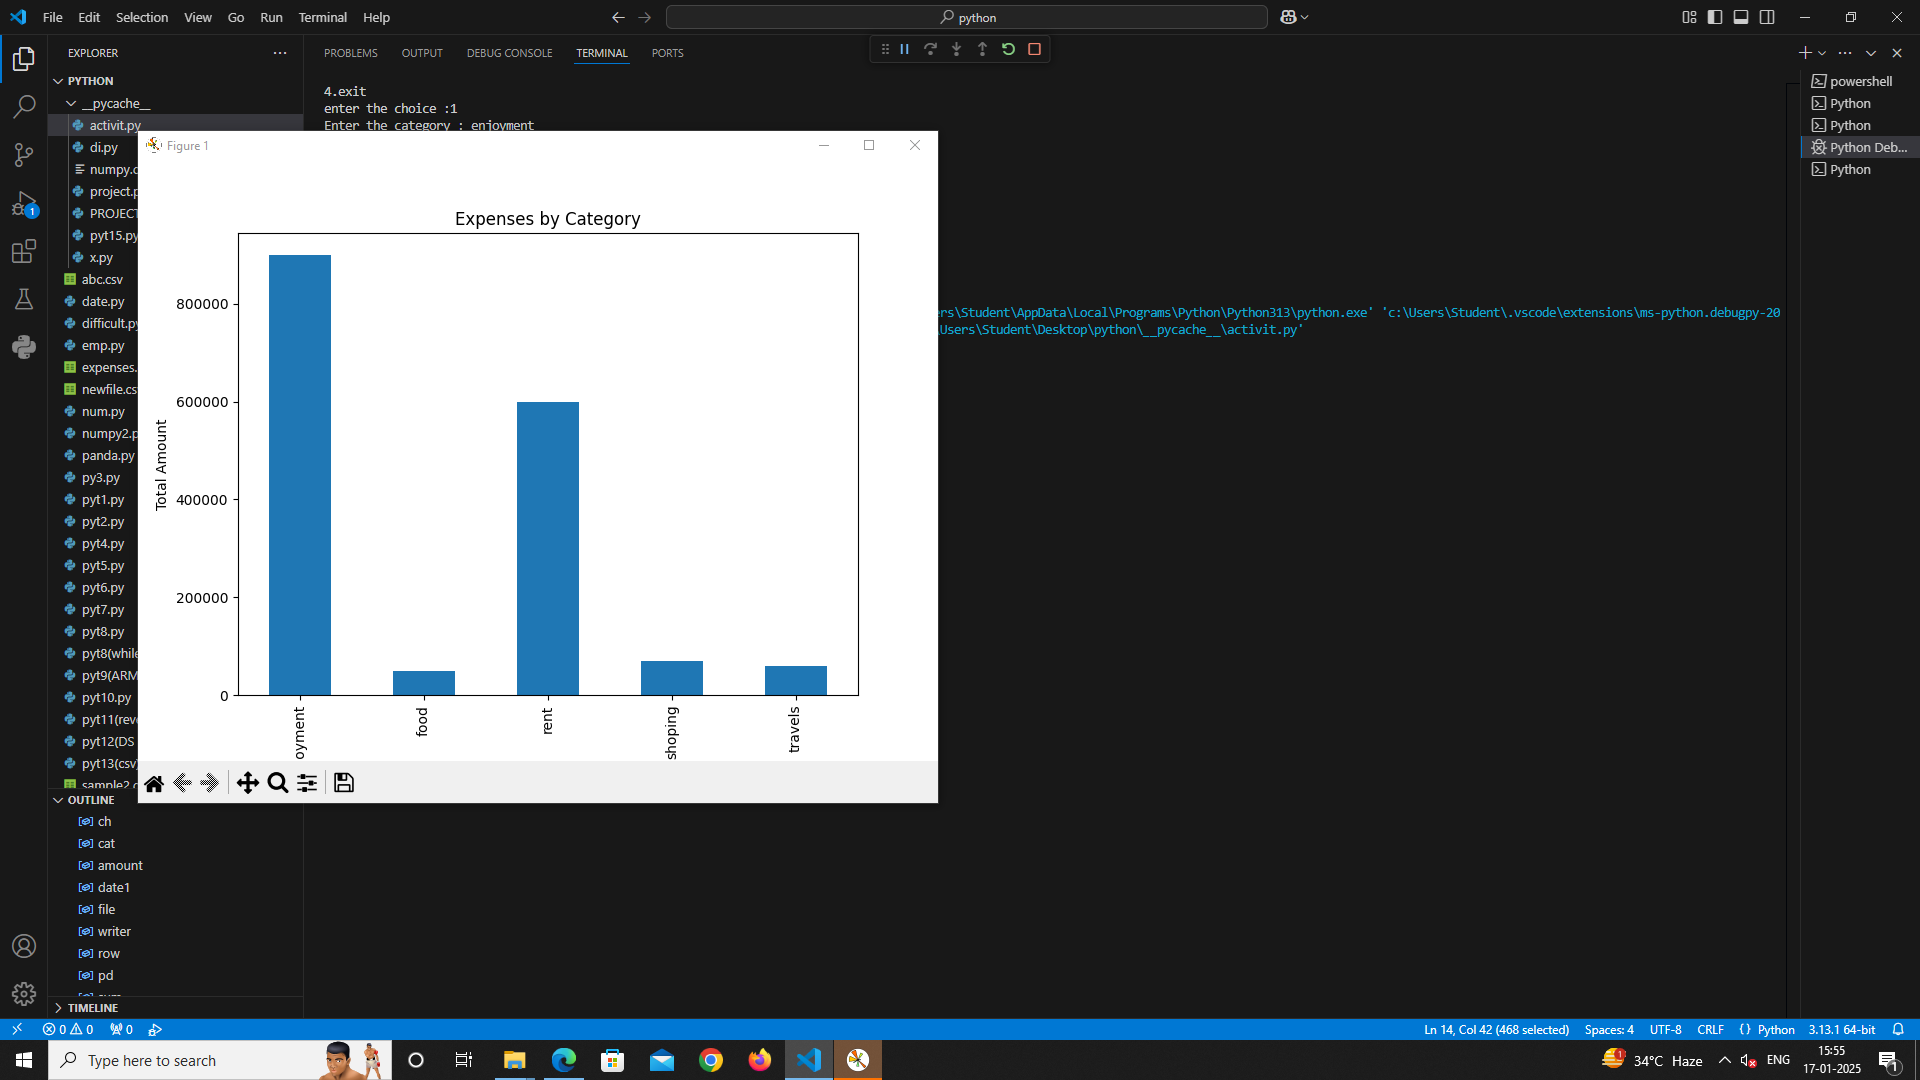 File Edit Selection View Go Run Terminal Help
python
EXPLORER
PROBLEMS OUTPUT DEBUG CONSOLE TERMINAL PORTS
PYTHON
__pycache__
activit.py
di.py
numpy.c
project.p
PROJECT
pyt15.py
x.py
abc.csv
date.py
difficult.py
emp.py
expenses.
newfile.cs
num.py
numpy2.p
panda.py
py3.py
pyt1.py
pyt2.py
pyt4.py
pyt5.py
pyt6.py
pyt7.py
pyt8.py
pyt8(while
pyt9(ARM
pyt10.py
pyt11(reve
pyt12(DS
pyt13(csv)
sample2.c
OUTLINE
ch
cat
amount
date1
file
writer
row
pd
TIMELINE
4.exit
enter the choice :1
Enter the category : enjoyment
ers\Student\AppData\Local\Programs\Python\Python313\python.exe' 'c:\Users\Student\.vscode\extensions\ms-python.debugpy-20
\Users\Student\Desktop\python\__pycache__\activit.py'
powershell
Python
Python
Python Deb...
Python
Figure 1
Expenses by Category
Total Amount
800000
600000
400000
200000
0
oyment
food
rent
shoping
travels
1
0 0 0
Ln 14, Col 42 (468 selected) Spaces: 4 UTF-8 CRLF {} Python 3.13.1 64-bit
Type here to search
1
34°C Haze
ENG
15:55
17-01-2025
1